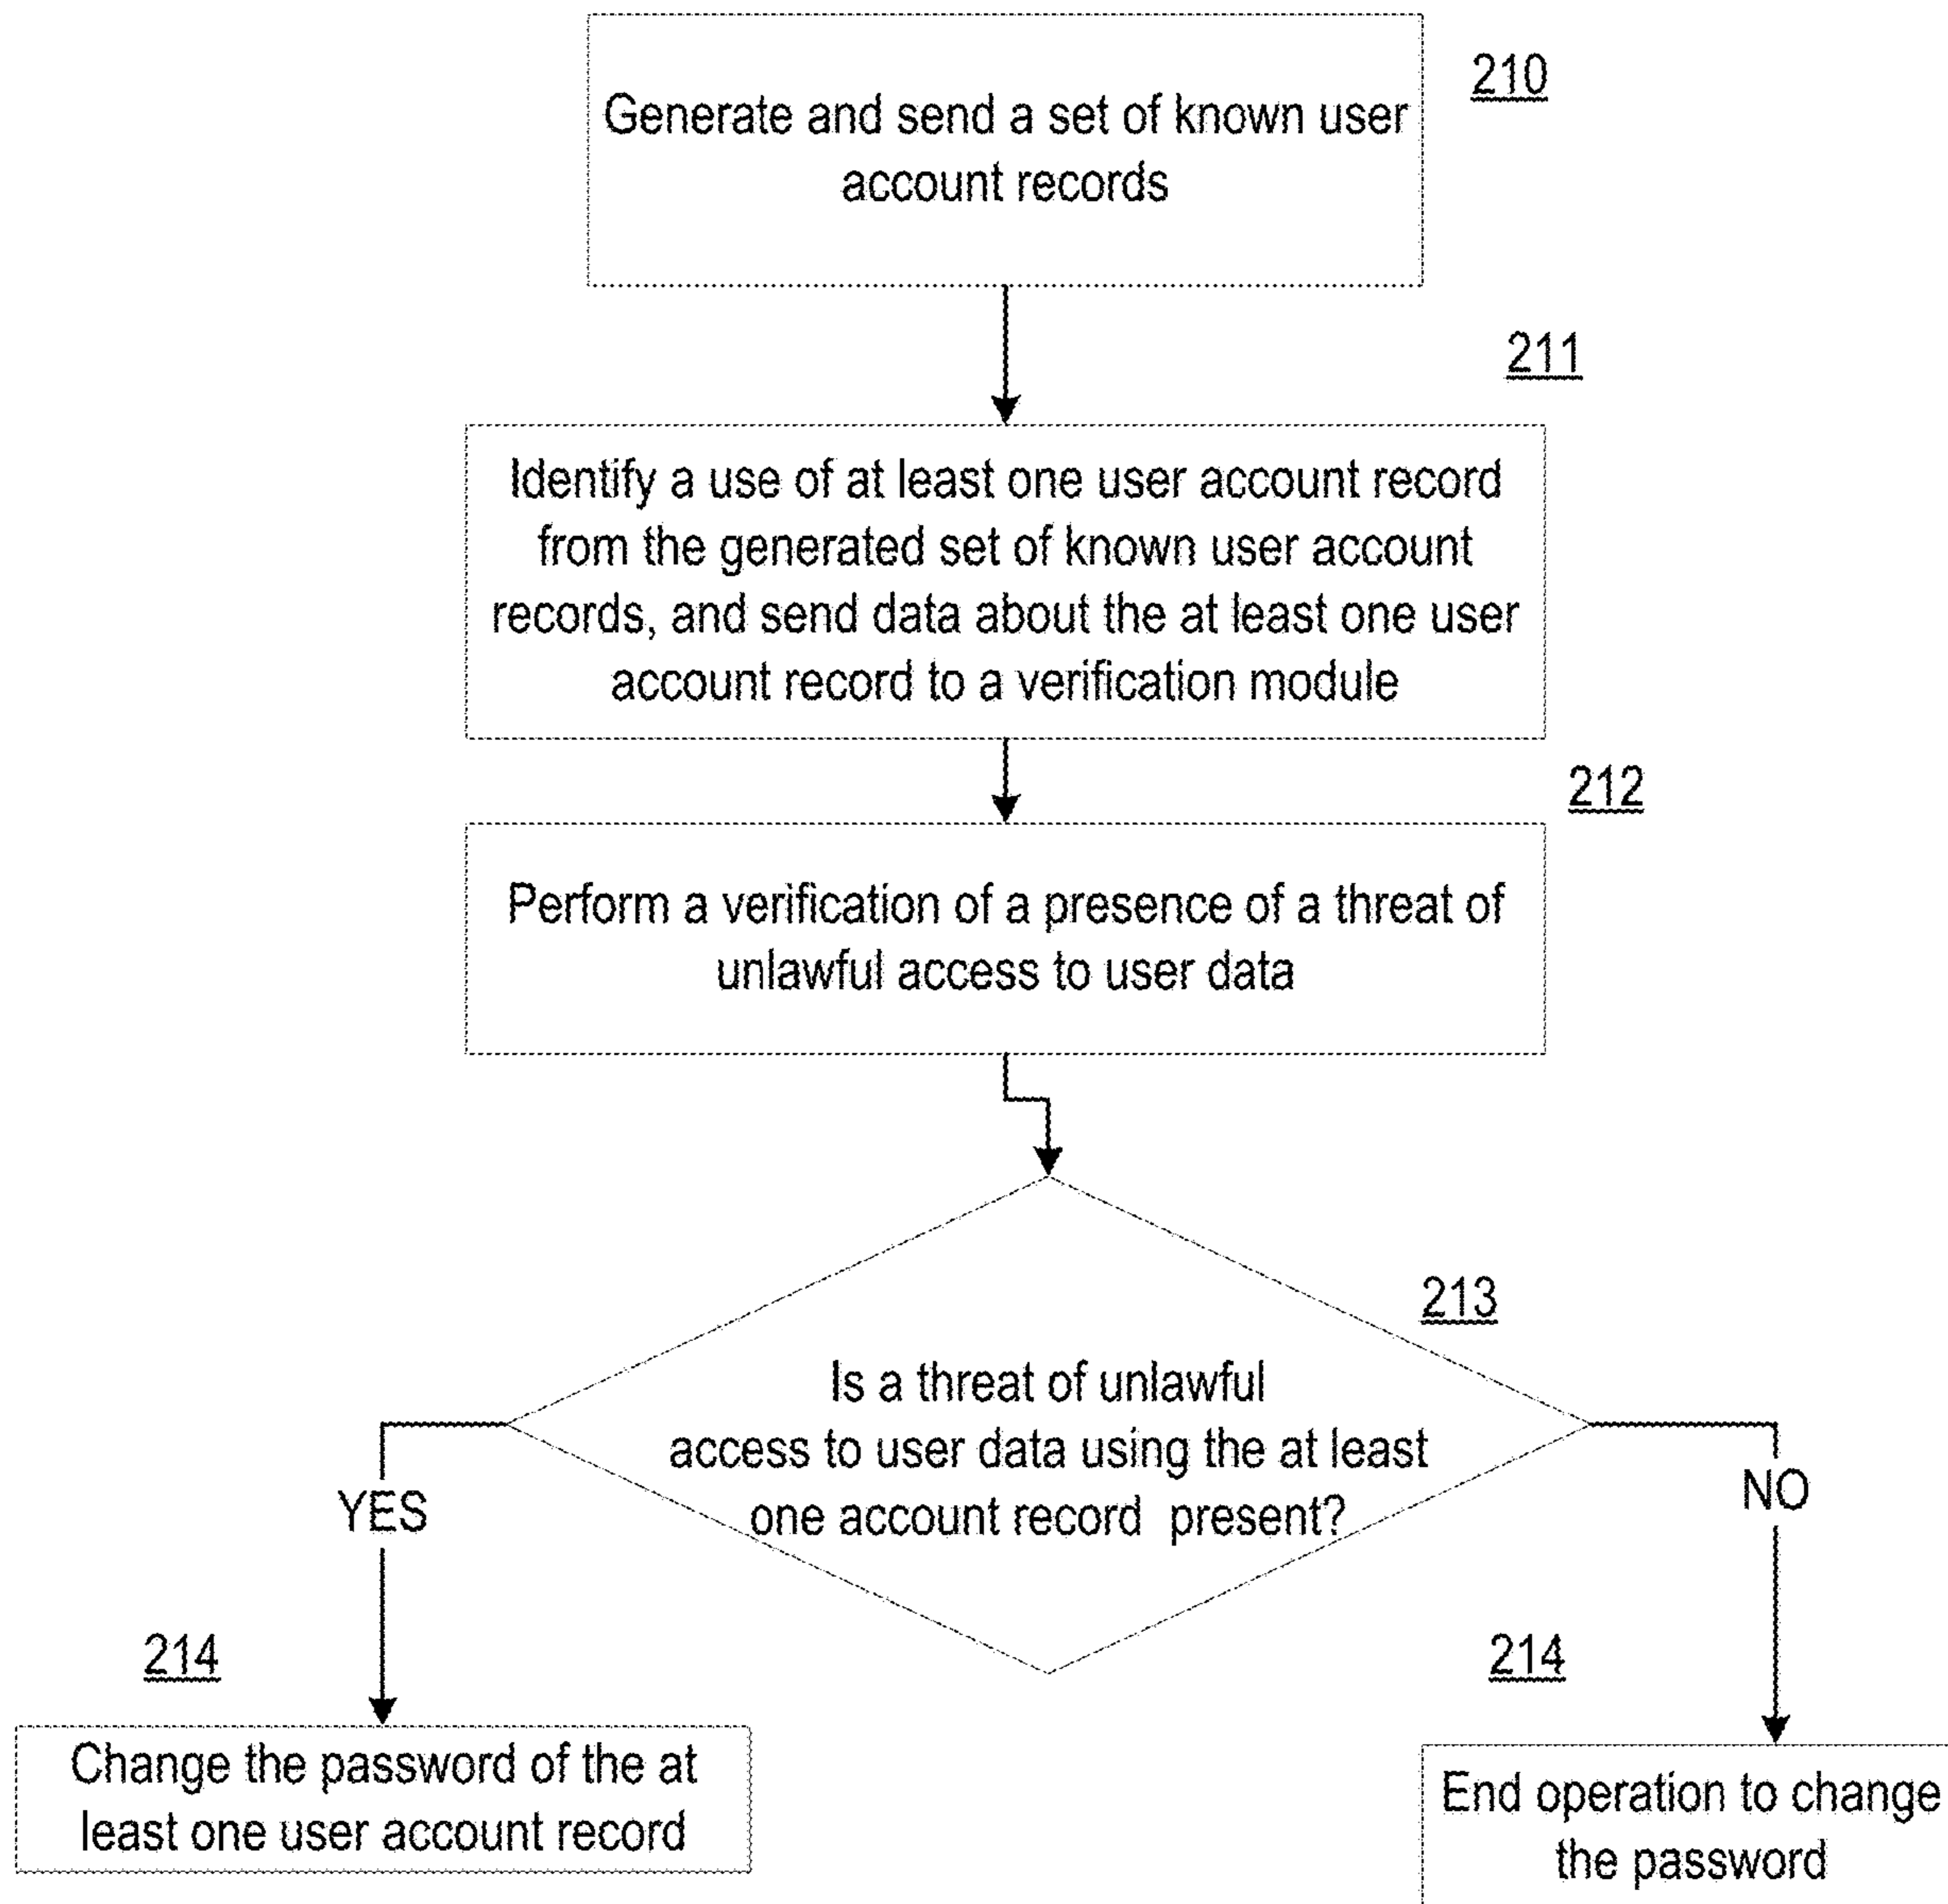 210
Generate and send a set of known user
account records
211
Identify a use of at least one user account record
from the generated set of known user account
records, and send data about the at least one user
account record to a verification module
212
Perform a verification of a presence of a threat of
unlawful access to user data
213
Is a threat of unlawful
access to user data using the at least
one account record present?
YES
NO
214
Change the password of the at
least one user account record
214
End operation to change
the password